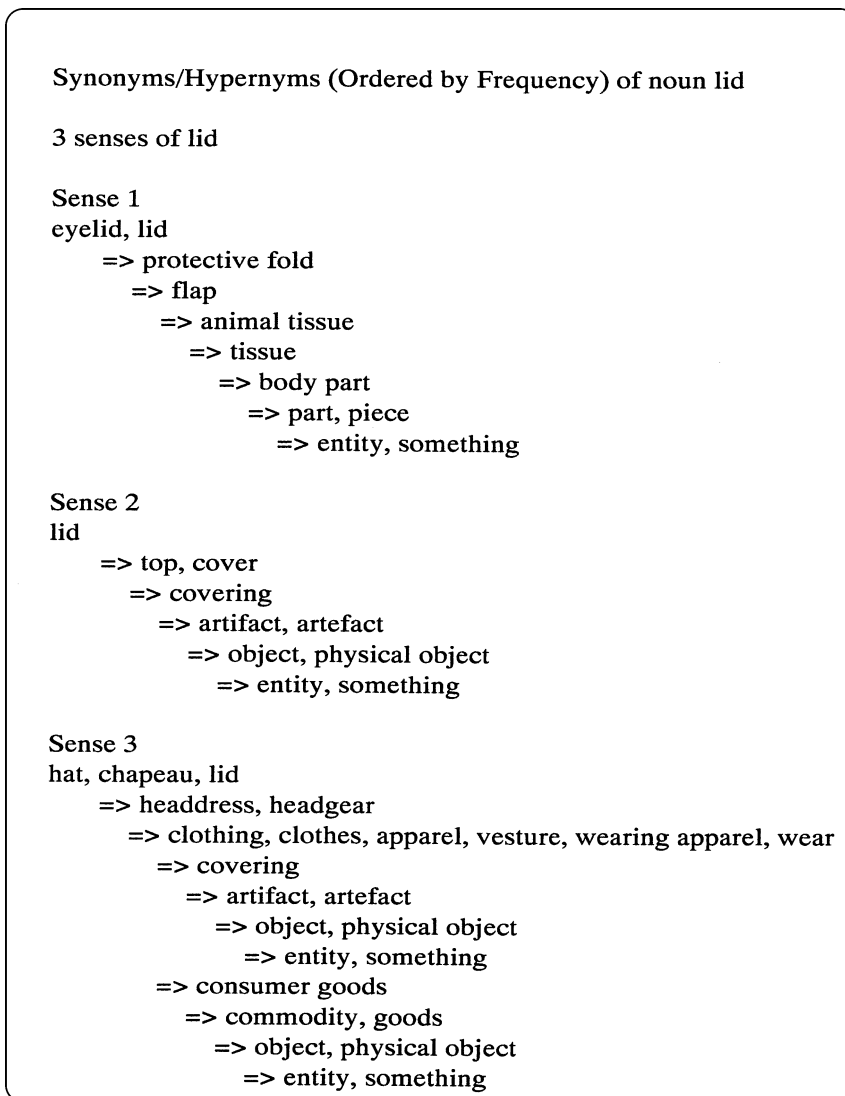 Synonyms/Hypernyms (Ordered by Frequency) of noun lid
3 senses of lid
Sense 1
eyelid, lid
=> protective fold
=> flap
=> animal tissue
=> tissue
=> body part
=> part, piece
=> entity, something
Sense 2
lid
=> top, cover
=> covering
=> artifact, artefact
=> object, physical object
=> entity, something
Sense 3
hat, chapeau, lid
=> headdress, headgear
=> clothing, clothes, apparel, vesture, wearing apparel, wear
=> covering
=> artifact, artefact
=> object, physical object
=> entity, something
=> consumer goods
=> commodity, goods
=> object, physical object
=> entity, something